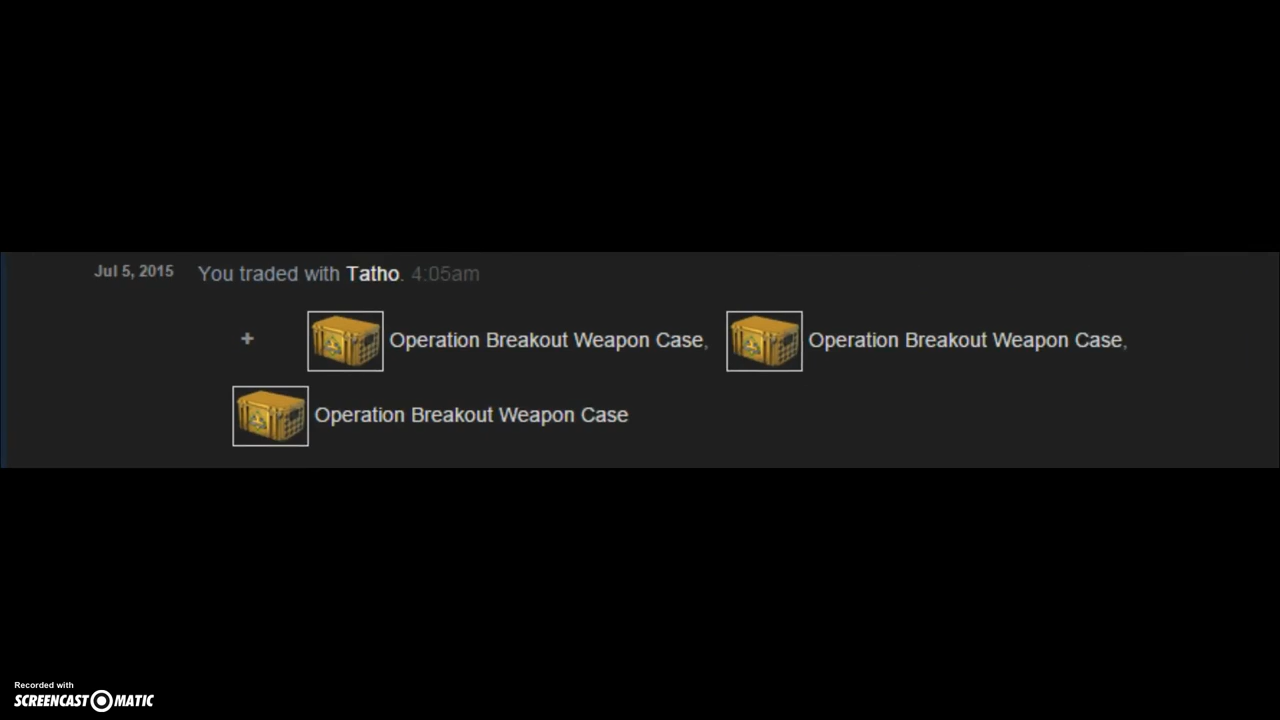 Jul 5, 2015 You traded with Tatho. 4:05am
+ Operation Breakout Weapon Case, Operation Breakout Weapon Case,
Operation Breakout Weapon Case
Recorded with
SCREENCAST MATIC